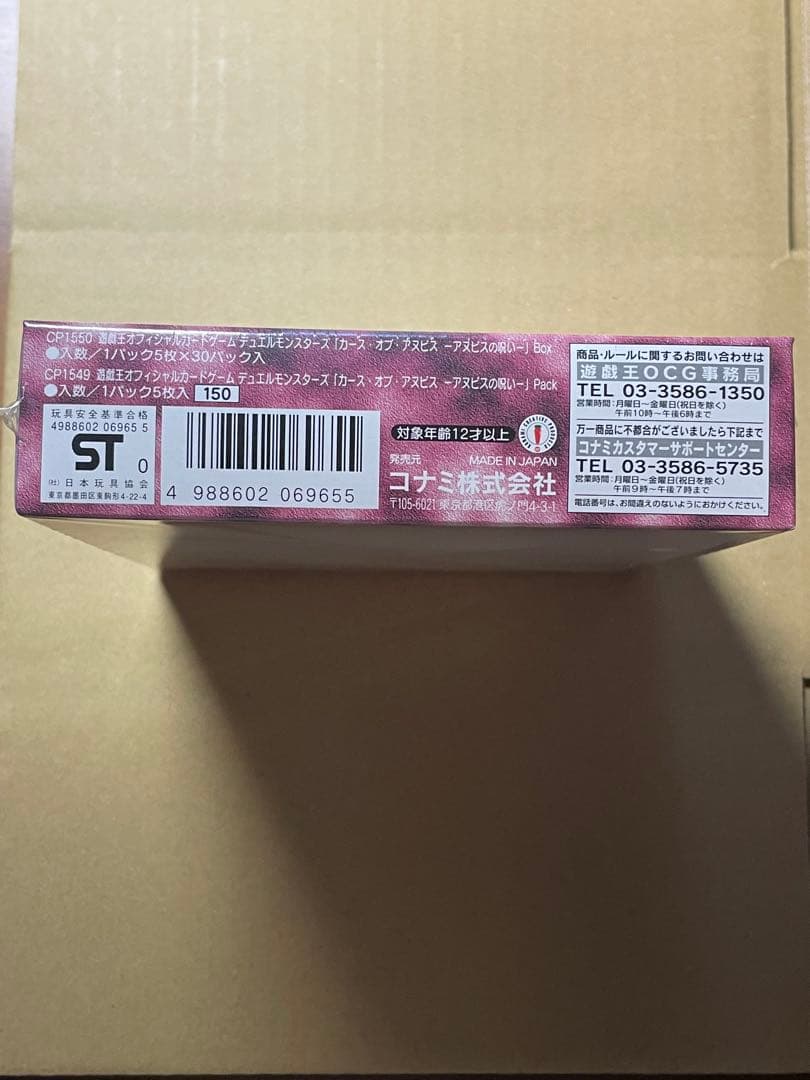 CP1550 遊戯王オフィシャルカードゲーム デュエルモンスターズ「カース・オブ・アヌビス －アヌビスの呪い－」Box
●入数/1パック5枚×30パック入
CP1549 遊戯王オフィシャルカードゲーム デュエルモンスターズ「カース・オブ・アヌビス －アヌビスの呪い－」Pack
●入数/1パック5枚入 150
玩具安全基準合格
4988602 06965 5
ST 0
(社)日本玩具協会
東京都墨田区東駒形4-22-4
4 988602 069655
対象年齢12才以上
発売元 MADE IN JAPAN
コナミ株式会社
〒105-6021 東京都港区虎ノ門4-3-1
商品・ルールに関するお問い合わせは
遊戯王OCG事務局
TEL 03-3586-1350
営業時間:月曜日～金曜日(祝日を除く)
午前10時～午後6時まで
万一商品に不都合がございましたら下記まで
コナミカスタマーサポートセンター
TEL 03-3586-5735
営業時間:月曜日～金曜日(祝日を除く)
午前9時～午後7時まで
電話番号は、お間違えのないようにおかけください。